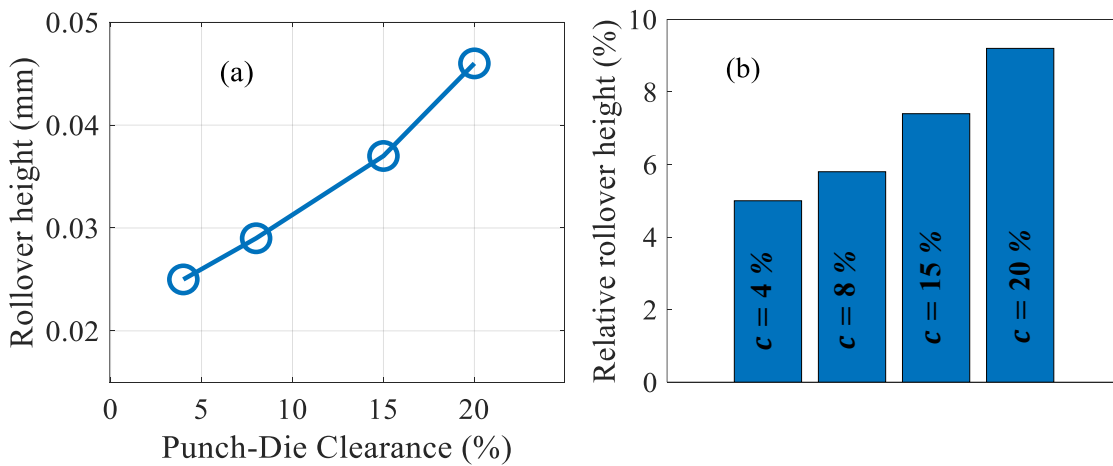 0.05
0.04
0.03
0.02
Rollover height (mm)
(a)
0
5
10
15
20
Punch-Die Clearance (%)
10
8
6
4
2
0
Relative rollover height (%)
(b)
c = 4 %
c = 8 %
c = 15 %
c = 20 %